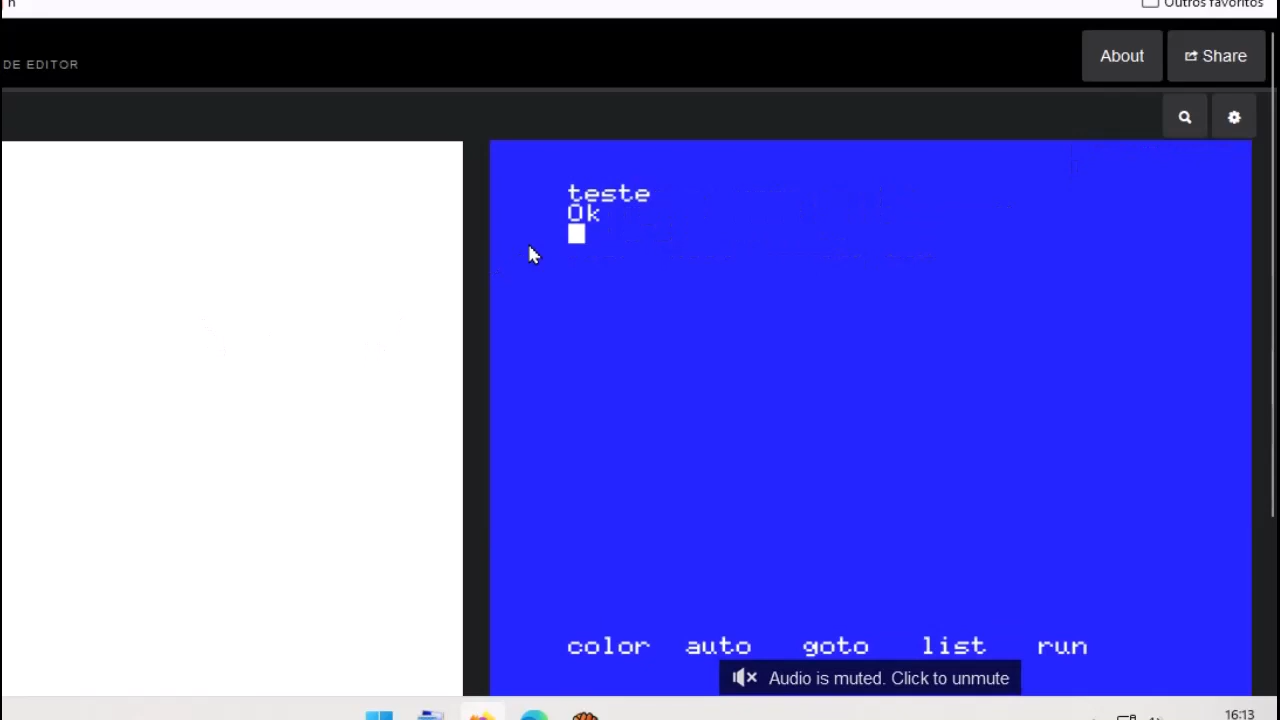 n
Outros favoritos
DE EDITOR
About
Share
teste
Ok
color auto goto list run
Audio is muted. Click to unmute
16:13